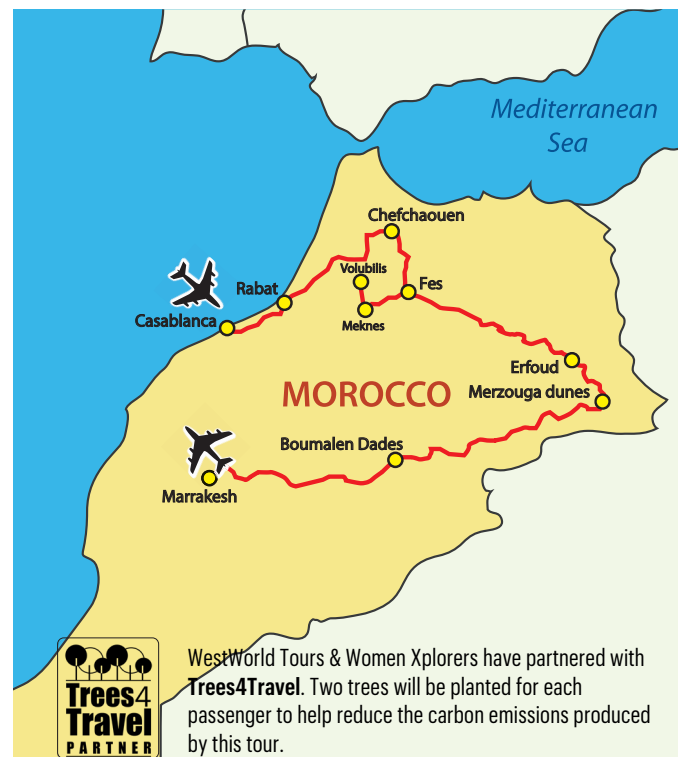 Mediterranean
Sea
Chefchaouen
Volubilis
Rabat
Fes
Casablanca
Meknes
Erfoud
MOROCCO
Merzouga dunes
Boumalen Dades
Marrakesh
WestWorld Tours & Women Xplorers have partnered with
Trees4Travel. Two trees will be planted for each
passenger to help reduce the carbon emissions produced
by this tour.
Trees4
Travel
PARTNER